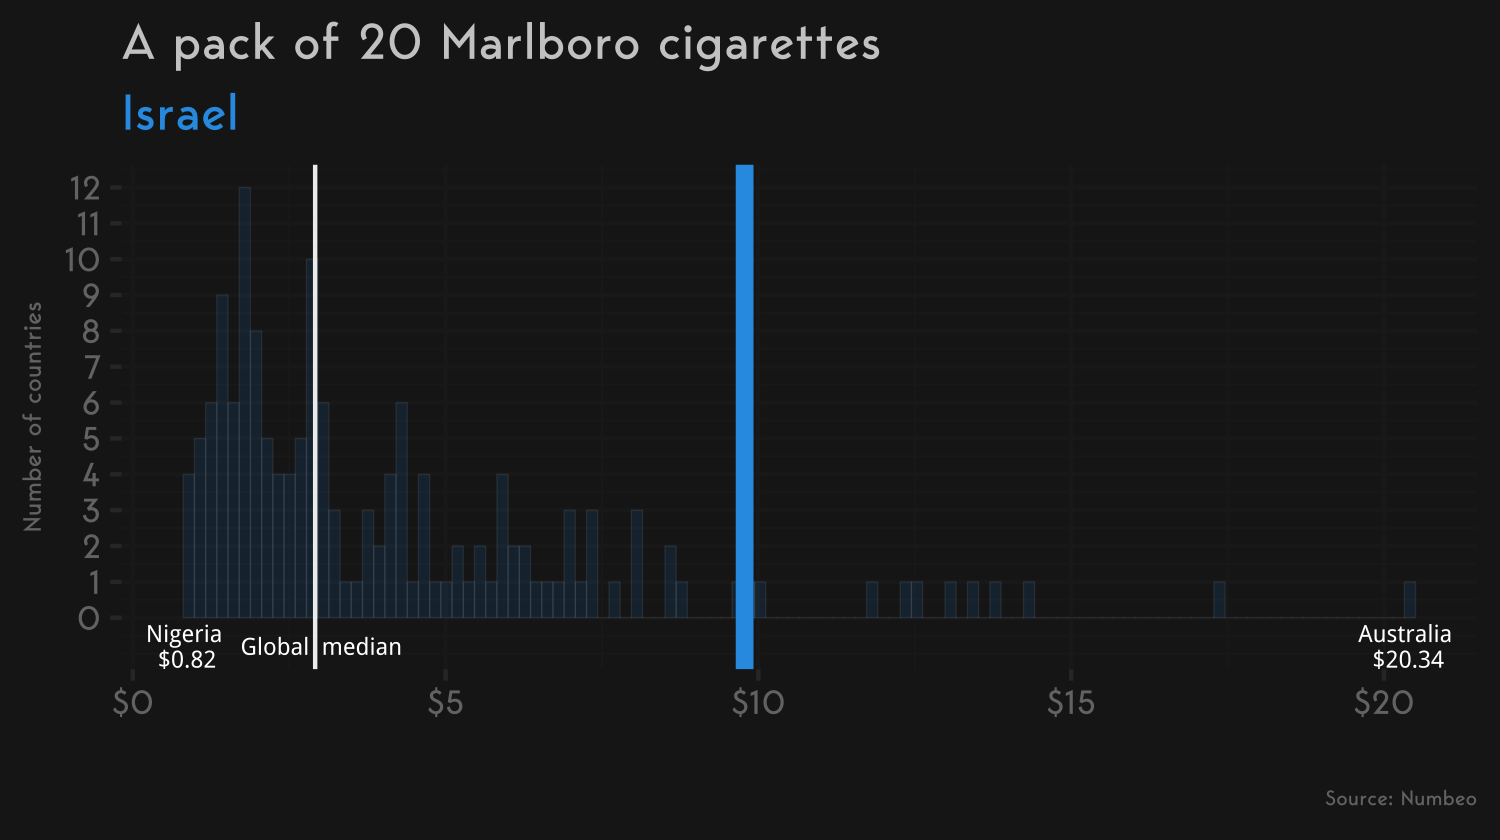 A pack of 20 Marlboro cigarettes
Israel
Number of countries
12
11
10
9
8
7
6
5
4
3
2
1
0
Nigeria
$0.82
Global median
Australia
$20.34
$0 $5 $10 $15 $20
Source: Numbeo